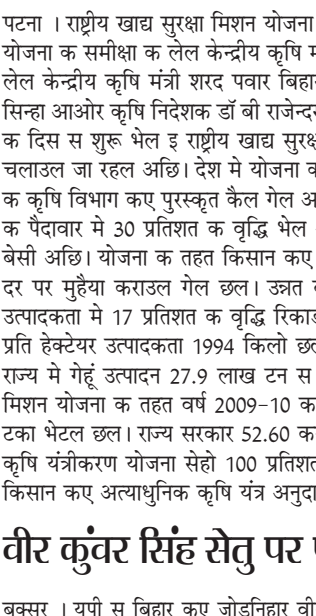 पटना । राष्ट्रीय खाद्य सुरक्षा मिशन योजना
योजना क समीक्षा क लेल केन्द्रीय कृषि
लेल केन्द्रीय कृषि मंत्री शरद पवार बिहार
सिन्हा आओर कृषि निदेशक डॉ बी
क दिस स शुरू भेल इ राष्ट्रीय खाद्य
चलाउल जा रहल अछि। देश मे योजना
क कृषि विभाग कए पुरस्कृत कैल गेल
क पैदावार मे 30 प्रतिशत क वृद्धि भेल
बेसी अछि। योजना क तहत किसान कए
दर पर मुहैया कराउल गेल छल। उन्नत
उत्पादकता मे 17 प्रतिशत क वृद्धि
प्रति हेक्टेयर उत्पादकता 1994 किलो
राज्य मे गेहूं उत्पादन 27.9 लाख टन स
मिशन योजना क तहत वर्ष 2009-10 क
टका भेटल छल। राज्य सरकार 52.60
कृषि यंत्रीकरण योजना सेहो 100 प्रतिशत
किसान कए अत्याधुनिक कृषि यंत्र
वीर कुंवर सिंह सेतु पर
बक्सर । यूपी स बिहार कए जोड़निहार